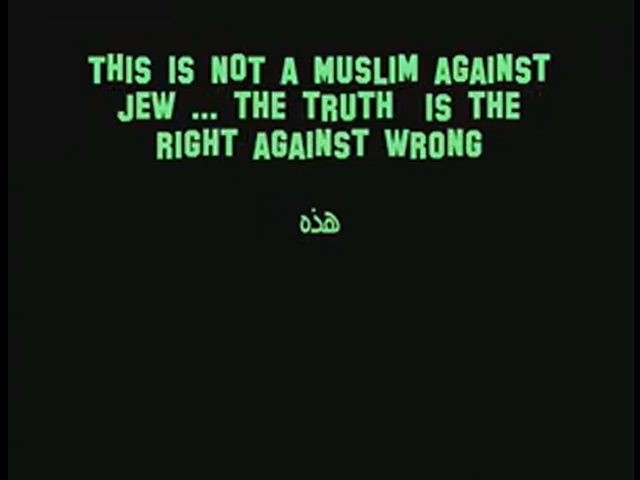 THIS IS NOT A MUSLIM AGAINST
JEW ... THE TRUTH IS THE
RIGHT AGAINST WRONG
هذه